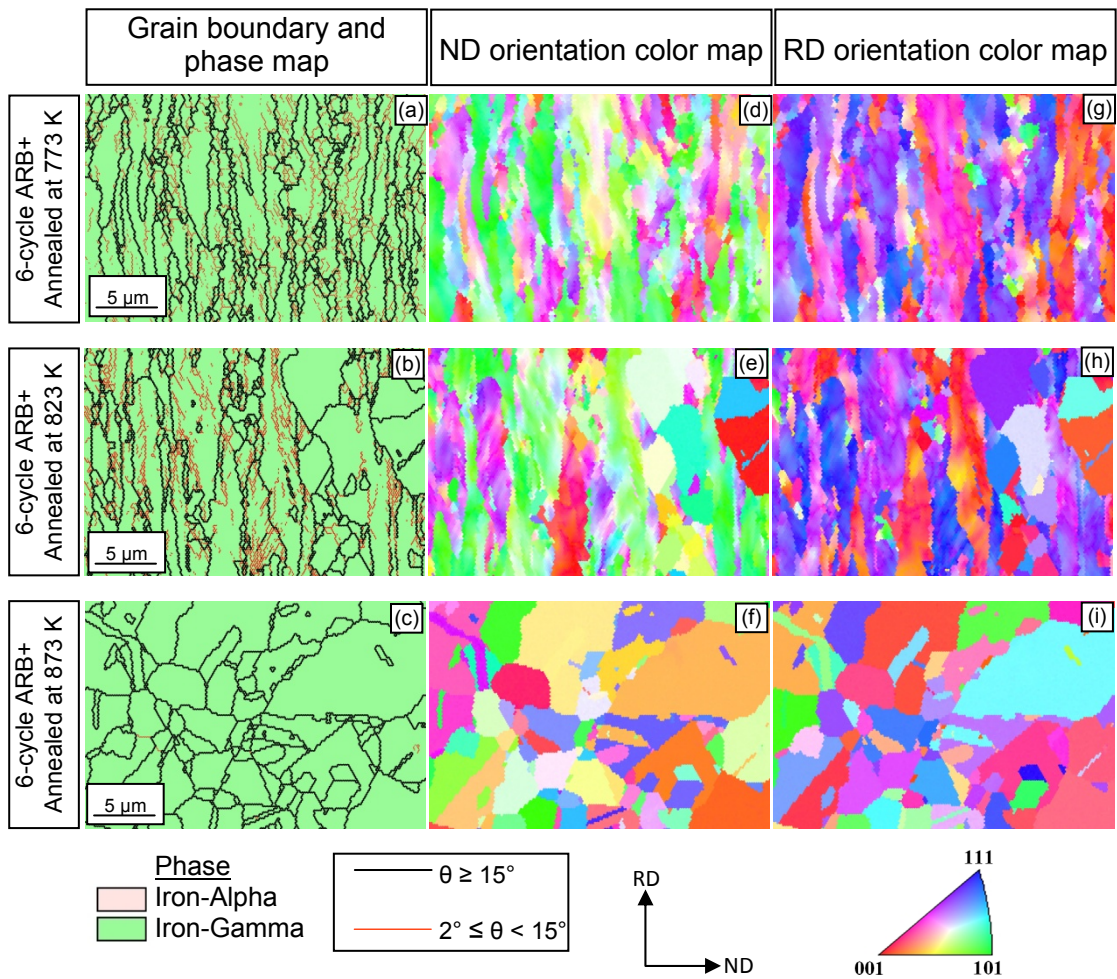 Grain boundary and
phase map
ND orientation color map
RD orientation color map
6-cycle ARB+
Annealed at 773 K
(a)
5 µm
(d)
(g)
6-cycle ARB+
Annealed at 823 K
(b)
5 µm
(e)
(h)
6-cycle ARB+
Annealed at 873 K
(c)
5 µm
(f)
(i)
Phase
Iron-Alpha
Iron-Gamma
θ ≥ 15°
2° ≤ θ < 15°
RD
ND
111
001
101